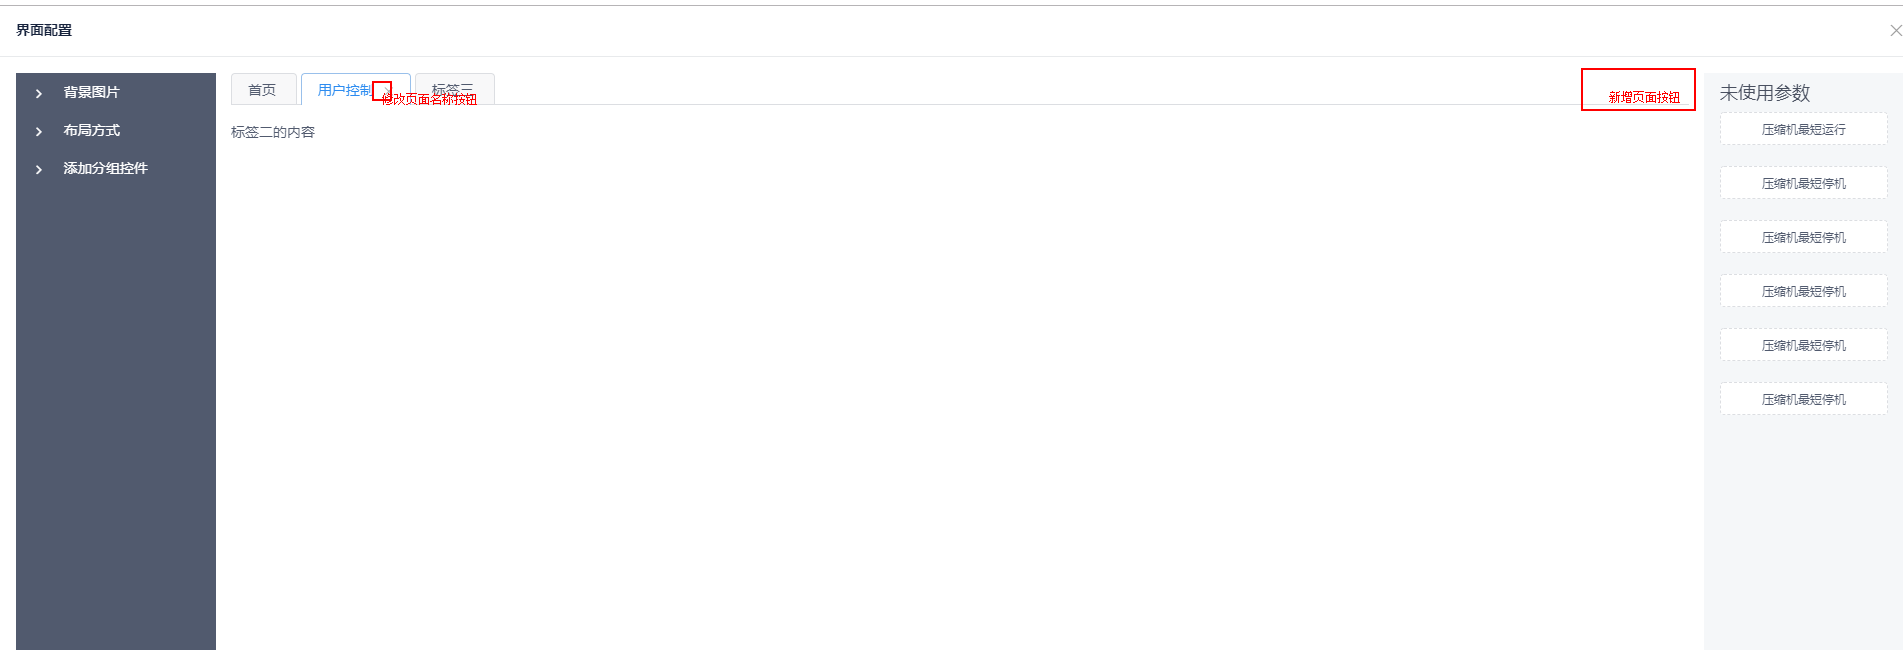 界面配置
背景图片
布局方式
添加分组控件
首页
用户控制
标签三
修改页面名称按钮
新增页面按钮
标签二的内容
未使用参数
压缩机最短运行
压缩机最短停机
压缩机最短停机
压缩机最短停机
压缩机最短停机
压缩机最短停机